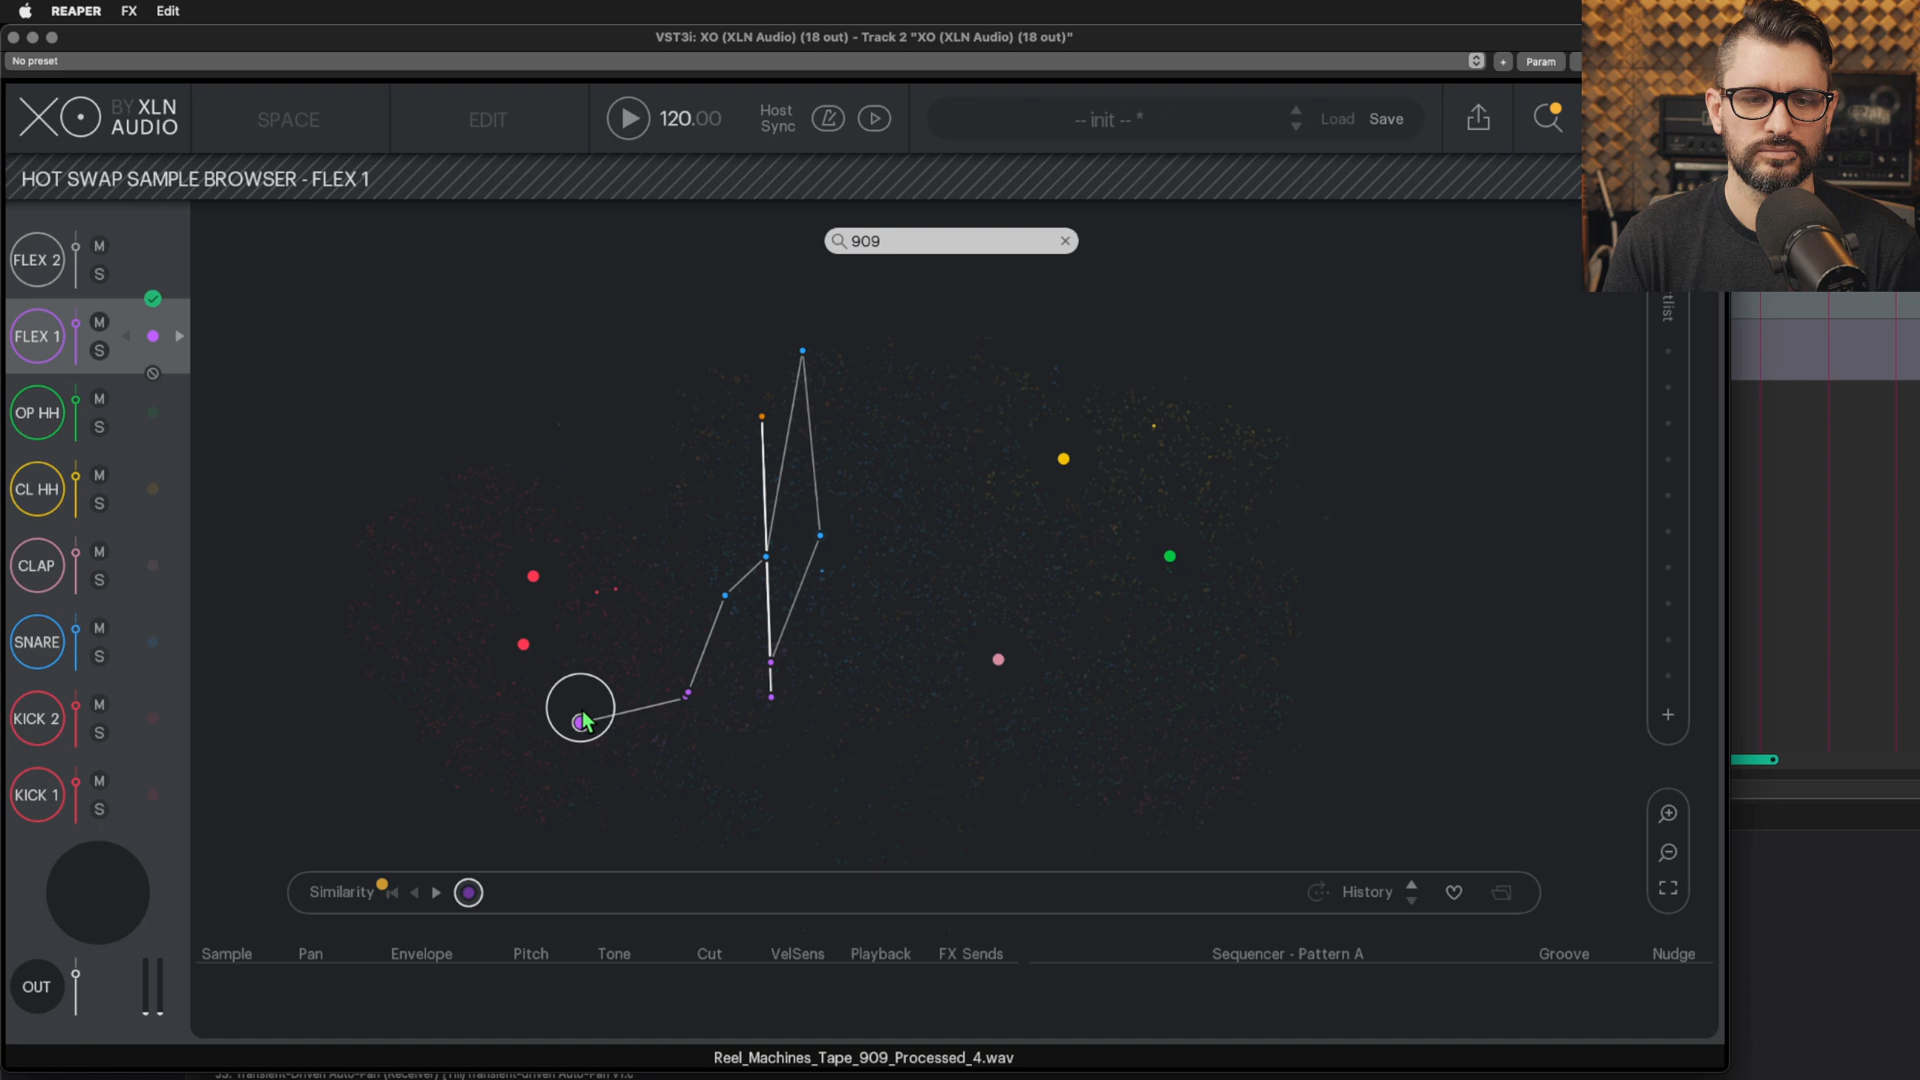 REAPER FX Edit
VST3i: XO (XLN Audio) (18 out) - Track 2 "XO (XLN Audio) (18 out)"
No preset
+ Param
XO BY XLN AUDIO
SPACE
EDIT
120.00
Host Sync
-- init -- *
Load
Save
HOT SWAP SAMPLE BROWSER - FLEX 1
909
FLEX 2 M S
FLEX 1 M S
OP HH M S
CL HH M S
CLAP M S
SNARE M S
KICK 2 M S
KICK 1 M S
OUT
tlist
+
Similarity
History
Sample Pan Envelope Pitch Tone Cut VelSens Playback FX Sends Sequencer - Pattern A Groove Nudge
Reel_Machines_Tape_909_Processed_4.wav